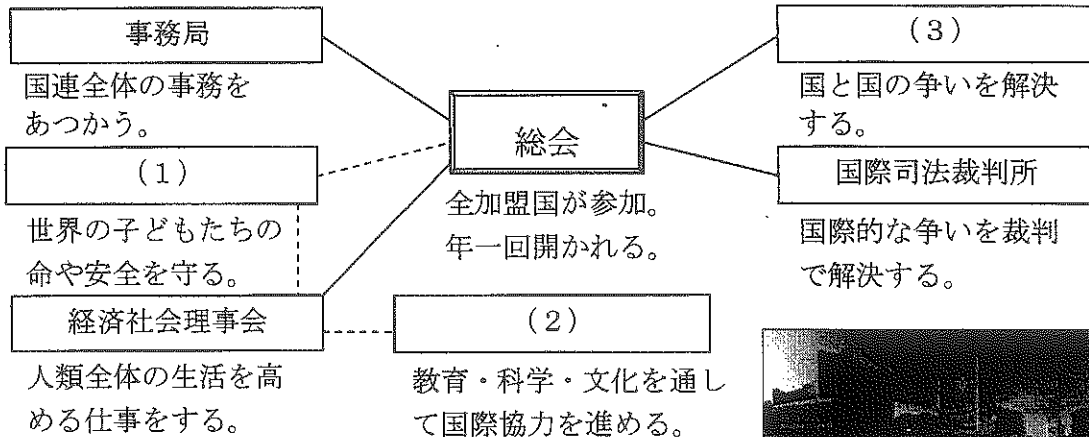 事務局
国連全体の事務を
あつかう。
(1)
世界の子どもたちの
命や安全を守る。
経済社会理事会
人類全体の生活を高
める仕事をする。
総会
全加盟国が参加。
年一回開かれる。
(2)
教育・科学・文化を通し
て国際協力を進める。
(3)
国と国の争いを解決
する。
国際司法裁判所
国際的な争いを裁判
で解決する。